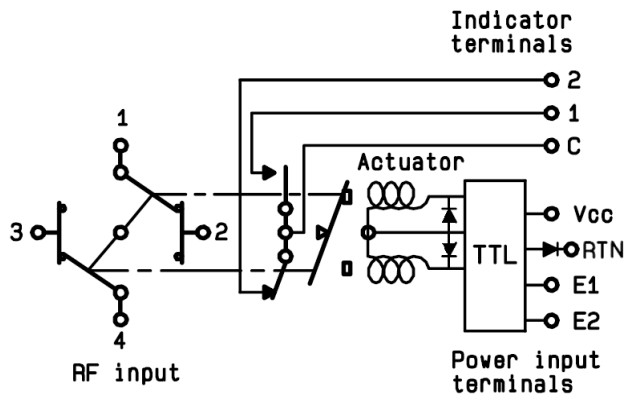 Indicator
terminals
2
1
C
1
Actuator
3
2
TTL
Vcc
RTN
E1
E2
4
RF input
Power input
terminals